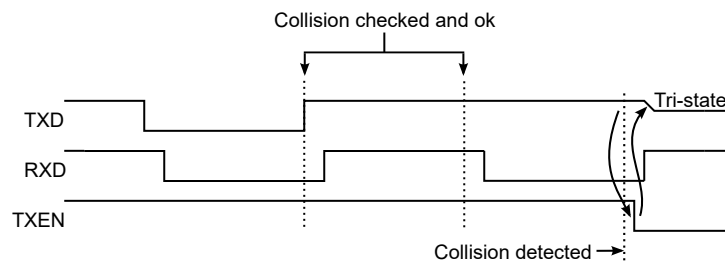 Collision checked and ok
Tri-state
TXD
RXD
TXEN
Collision detected